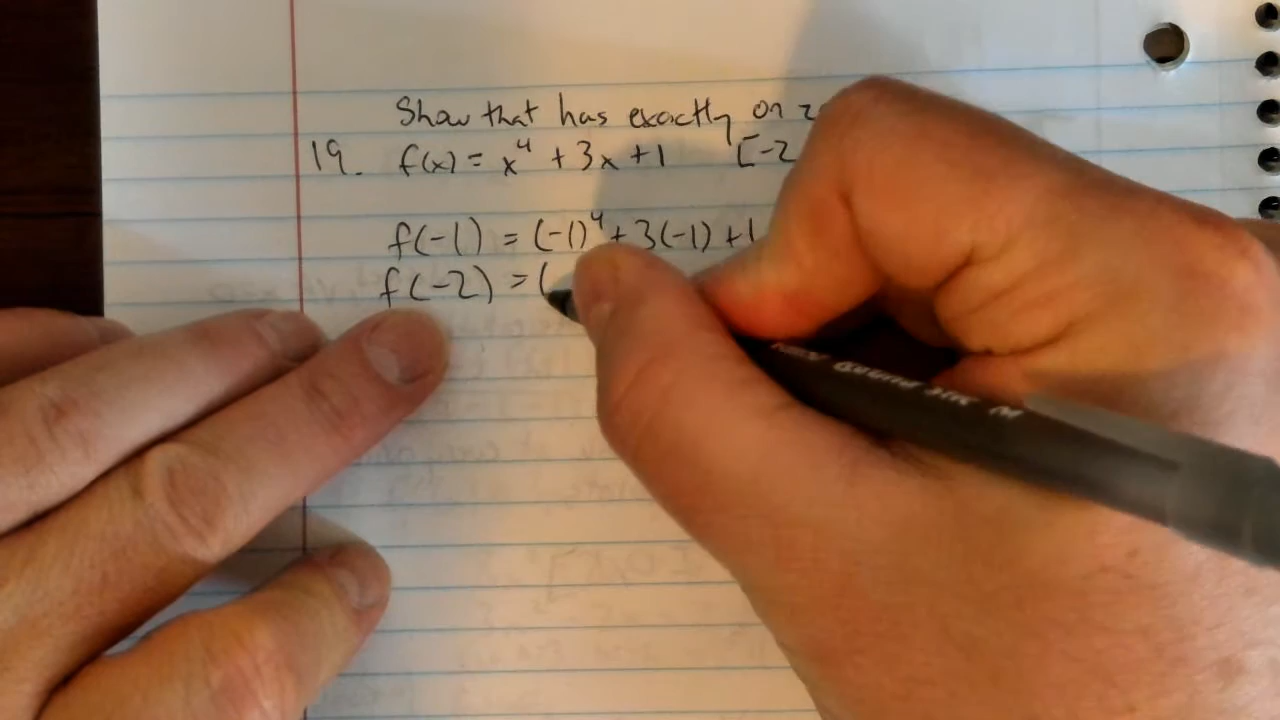 Show that has exactly on
19. f(x) = x⁴ + 3x + 1 [-2
f(-1) = (-1)⁴ + 3(-1) + 1
f(-2) = (